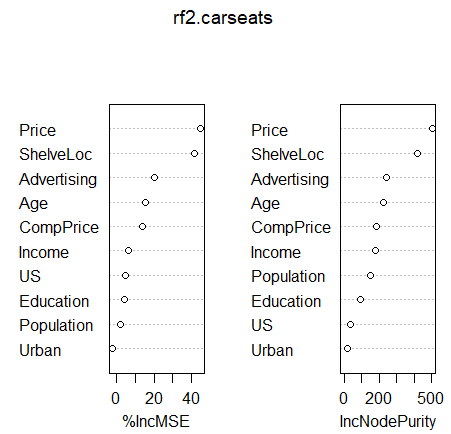 rf2.carseats
Price
ShelveLoc
Advertising
Age
CompPrice
Income
US
Education
Population
Urban
0 20 40
%IncMSE
Price
ShelveLoc
Advertising
Age
CompPrice
Income
Population
Education
US
Urban
0 200 500
IncNodePurity